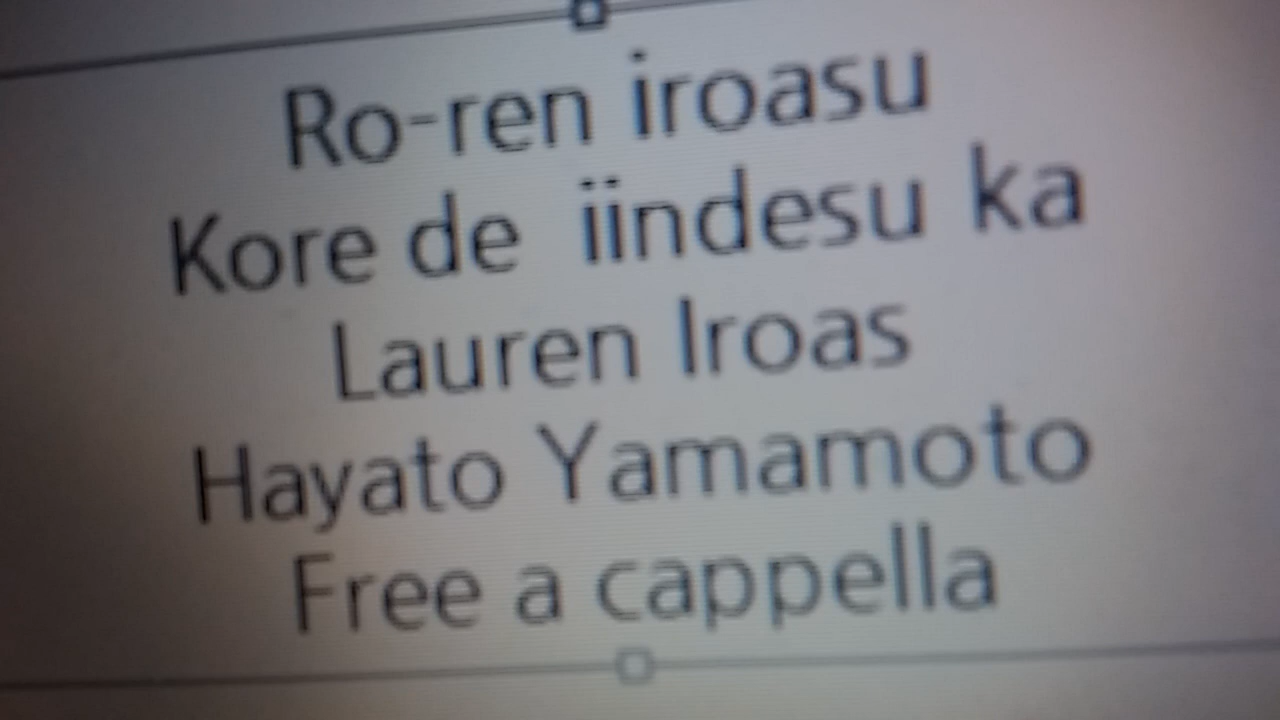 Ro-ren iroasu
Kore de iindesu ka
Lauren Iroas
Hayato Yamamoto
Free a cappella